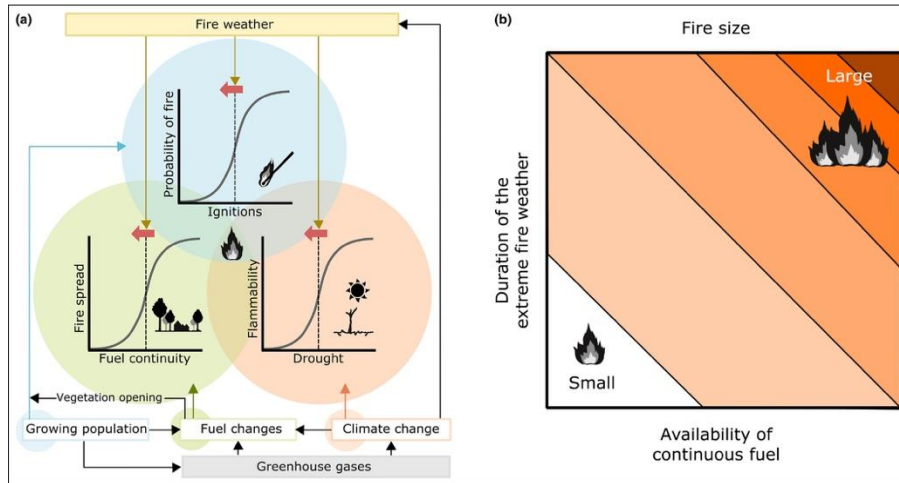 (a)
Fire weather
Probability of fire
Ignitions
Fire spread
Fuel continuity
Flammability
Drought
Vegetation opening
Growing population
Fuel changes
Climate change
Greenhouse gases
(b)
Fire size
Large
Small
Duration of the
extreme fire weather
Availability of
continuous fuel